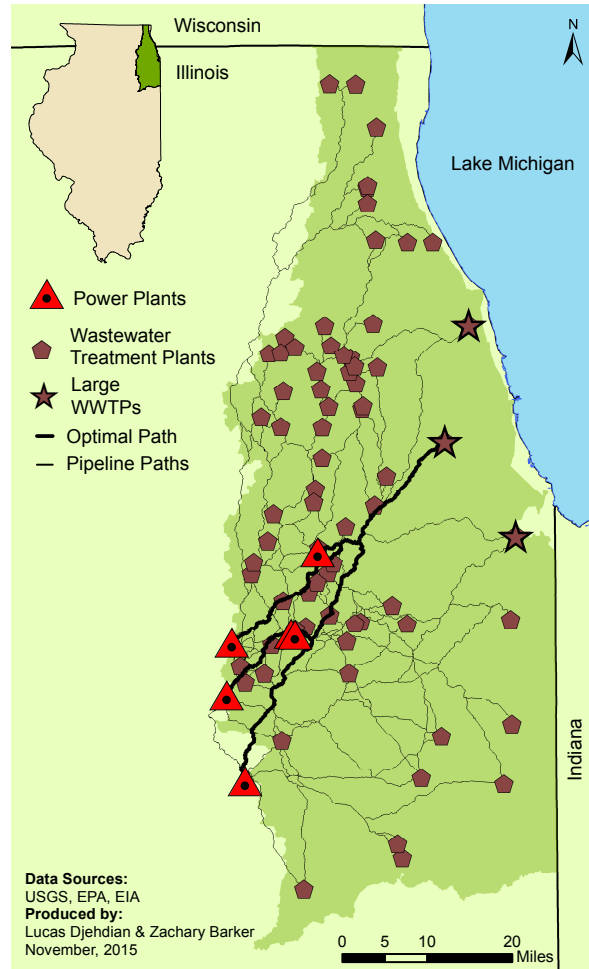 Wisconsin
N
Illinois
Lake Michigan
Power Plants
Wastewater
Treatment Plants
Large
WWTPs
Optimal Path
Pipeline Paths
Indiana
Data Sources:
USGS, EPA, EIA
Produced by:
Lucas Djehdian & Zachary Barker
November, 2015
0 5 10 20
Miles